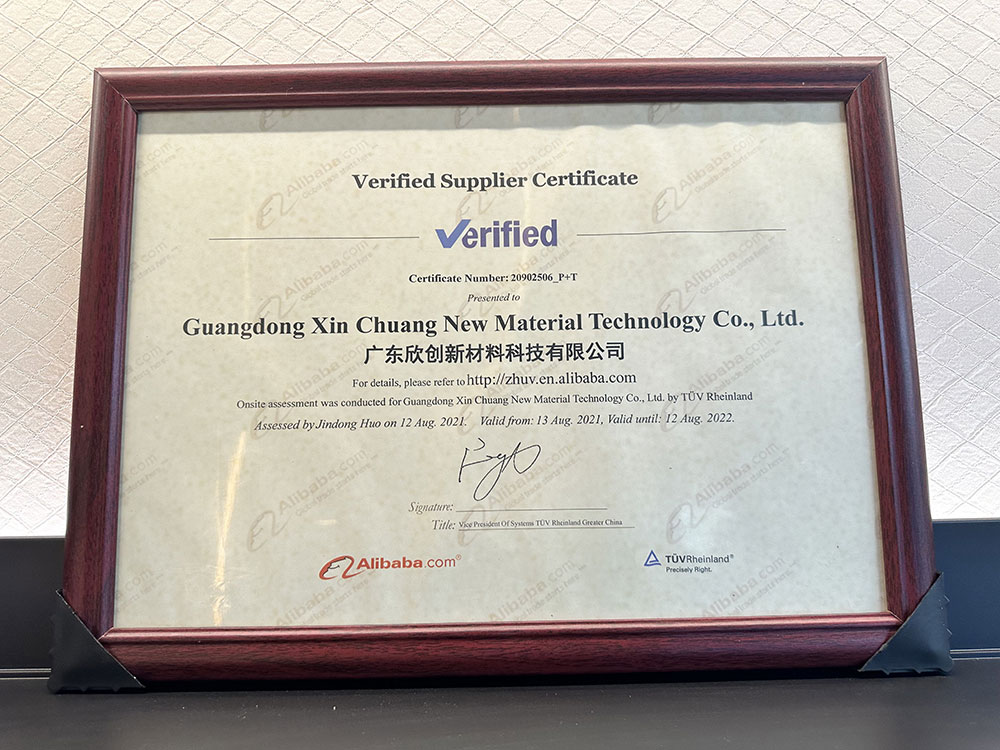 Verified Supplier Certificate
Verified
Certificate Number: 20902506_P+T
Presented to
Guangdong Xin Chuang New Material Technology Co., Ltd.
广东欣创新材料科技有限公司
For details, please refer to http://zhuv.en.alibaba.com
Onsite assessment was conducted for Guangdong Xin Chuang New Material Technology Co., Ltd. by TÜV Rheinland
Assessed by Jindong Huo on 12 Aug. 2021. Valid from: 13 Aug. 2021, Valid until: 12 Aug. 2022.
Signature:
Title: Vice President Of Systems TÜV Rheinland Greater China
Alibaba.com®
TÜVRheinland®
Precisely Right.